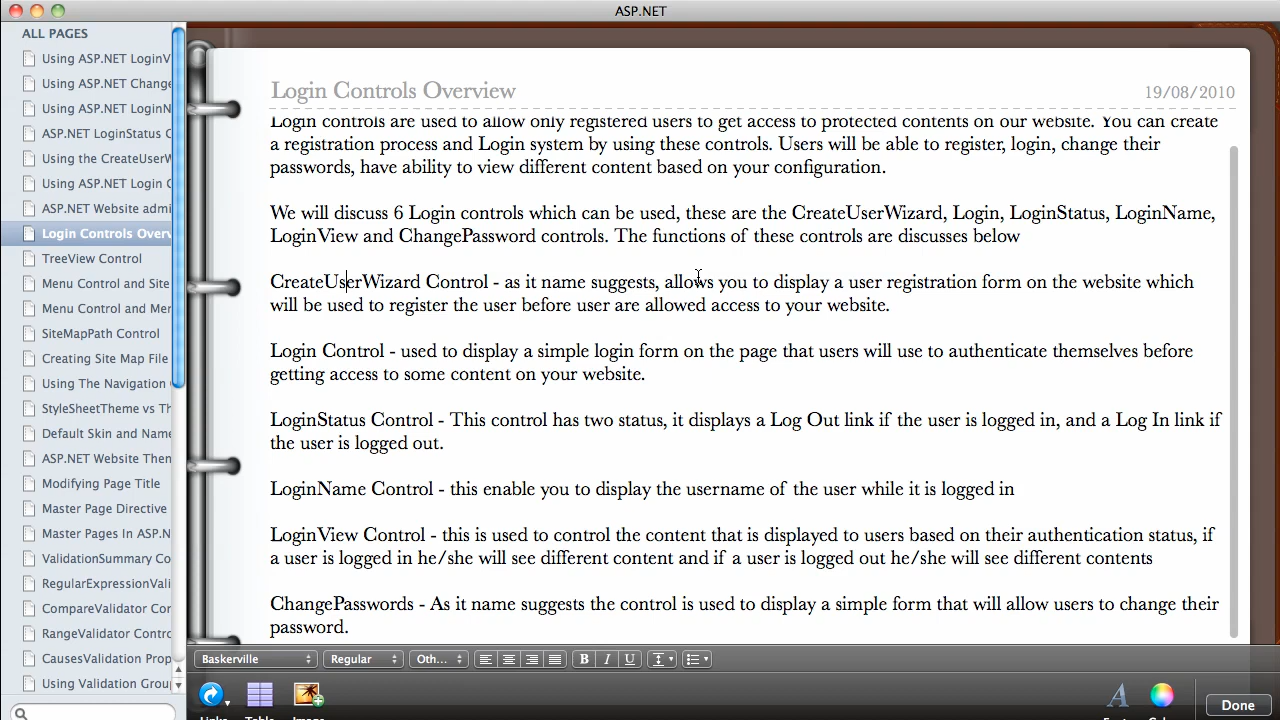 ASP.NET
ALL PAGES
Using ASP.NET LoginV
Using ASP.NET Change
Using ASP.NET LoginN
ASP.NET LoginStatus C
Using the CreateUserW
Using ASP.NET Login C
ASP.NET Website admi
Login Controls Overv
TreeView Control
Menu Control and Site
Menu Control and Mer
SiteMapPath Control
Creating Site Map File
Using The Navigation
StyleSheetTheme vs Th
Default Skin and Name
ASP.NET Website Then
Modifying Page Title
Master Page Directive
Master Pages In ASP.N
ValidationSummary Co
RegularExpressionVali
CompareValidator Cor
RangeValidator Contro
CausesValidation Prop
Using Validation Grou
Login Controls Overview
19/08/2010
Login controls are used to allow only registered users to get access to protected contents on our website. You can create
a registration process and Login system by using these controls. Users will be able to register, login, change their
passwords, have ability to view different content based on your configuration.
We will discuss 6 Login controls which can be used, these are the CreateUserWizard, Login, LoginStatus, LoginName,
LoginView and ChangePassword controls. The functions of these controls are discusses below
CreateUserWizard Control - as it name suggests, allows you to display a user registration form on the website which
will be used to register the user before user are allowed access to your website.
Login Control - used to display a simple login form on the page that users will use to authenticate themselves before
getting access to some content on your website.
LoginStatus Control - This control has two status, it displays a Log Out link if the user is logged in, and a Log In link if
the user is logged out.
LoginName Control - this enable you to display the username of the user while it is logged in
LoginView Control - this is used to control the content that is displayed to users based on their authentication status, if
a user is logged in he/she will see different content and if a user is logged out he/she will see different contents
ChangePasswords - As it name suggests the control is used to display a simple form that will allow users to change their
password.
Baskerville Regular Oth... B I U
Links Table Image Done